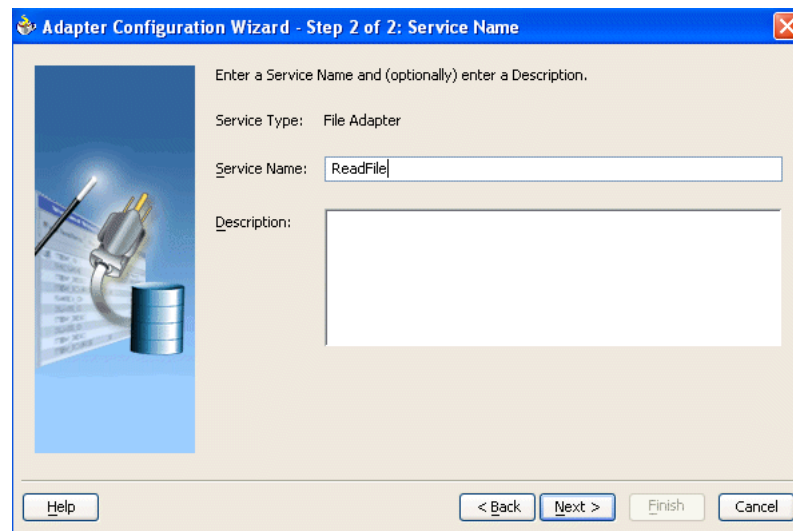 Adapter Configuration Wizard - Step 2 of 2: Service Name
Enter a Service Name and (optionally) enter a Description.
Service Type: File Adapter
Service Name: ReadFile
Description:
Help < Back Next > Finish Cancel